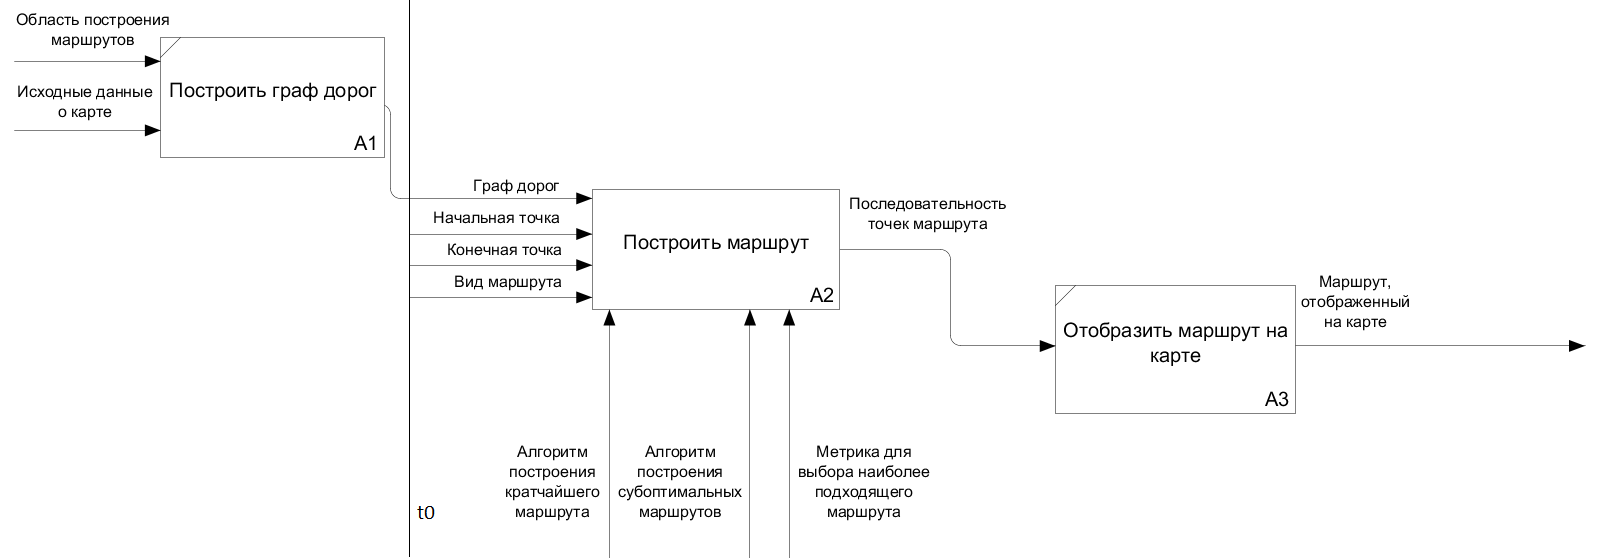 Область построения
маршрутов
Исходные данные
о карте
Построить граф дорог
A1
Граф дорог
Начальная точка
Конечная точка
Вид маршрута
Построить маршрут
A2
Последовательность
точек маршрута
Отобразить маршрут на
карте
A3
Маршрут,
отображенный
на карте
t0
Алгоритм
построения
кратчайшего
маршрута
Алгоритм
построения
субоптимальных
маршрутов
Метрика для
выбора наиболее
подходящего
маршрута